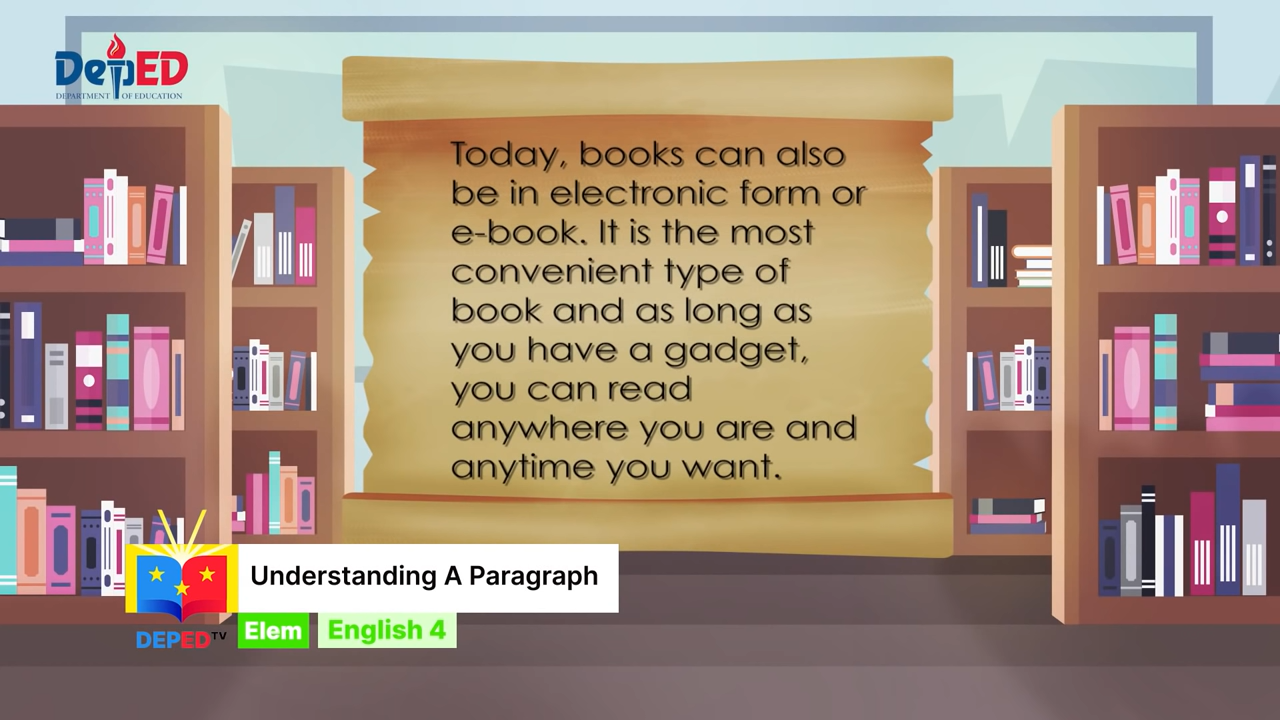 DepED
DEPARTMENT OF EDUCATION
Today, books can also
be in electronic form or
e-book. It is the most
convenient type of
book and as long as
you have a gadget,
you can read
anywhere you are and
anytime you want.
Understanding A Paragraph
DEPED TV
Elem
English 4